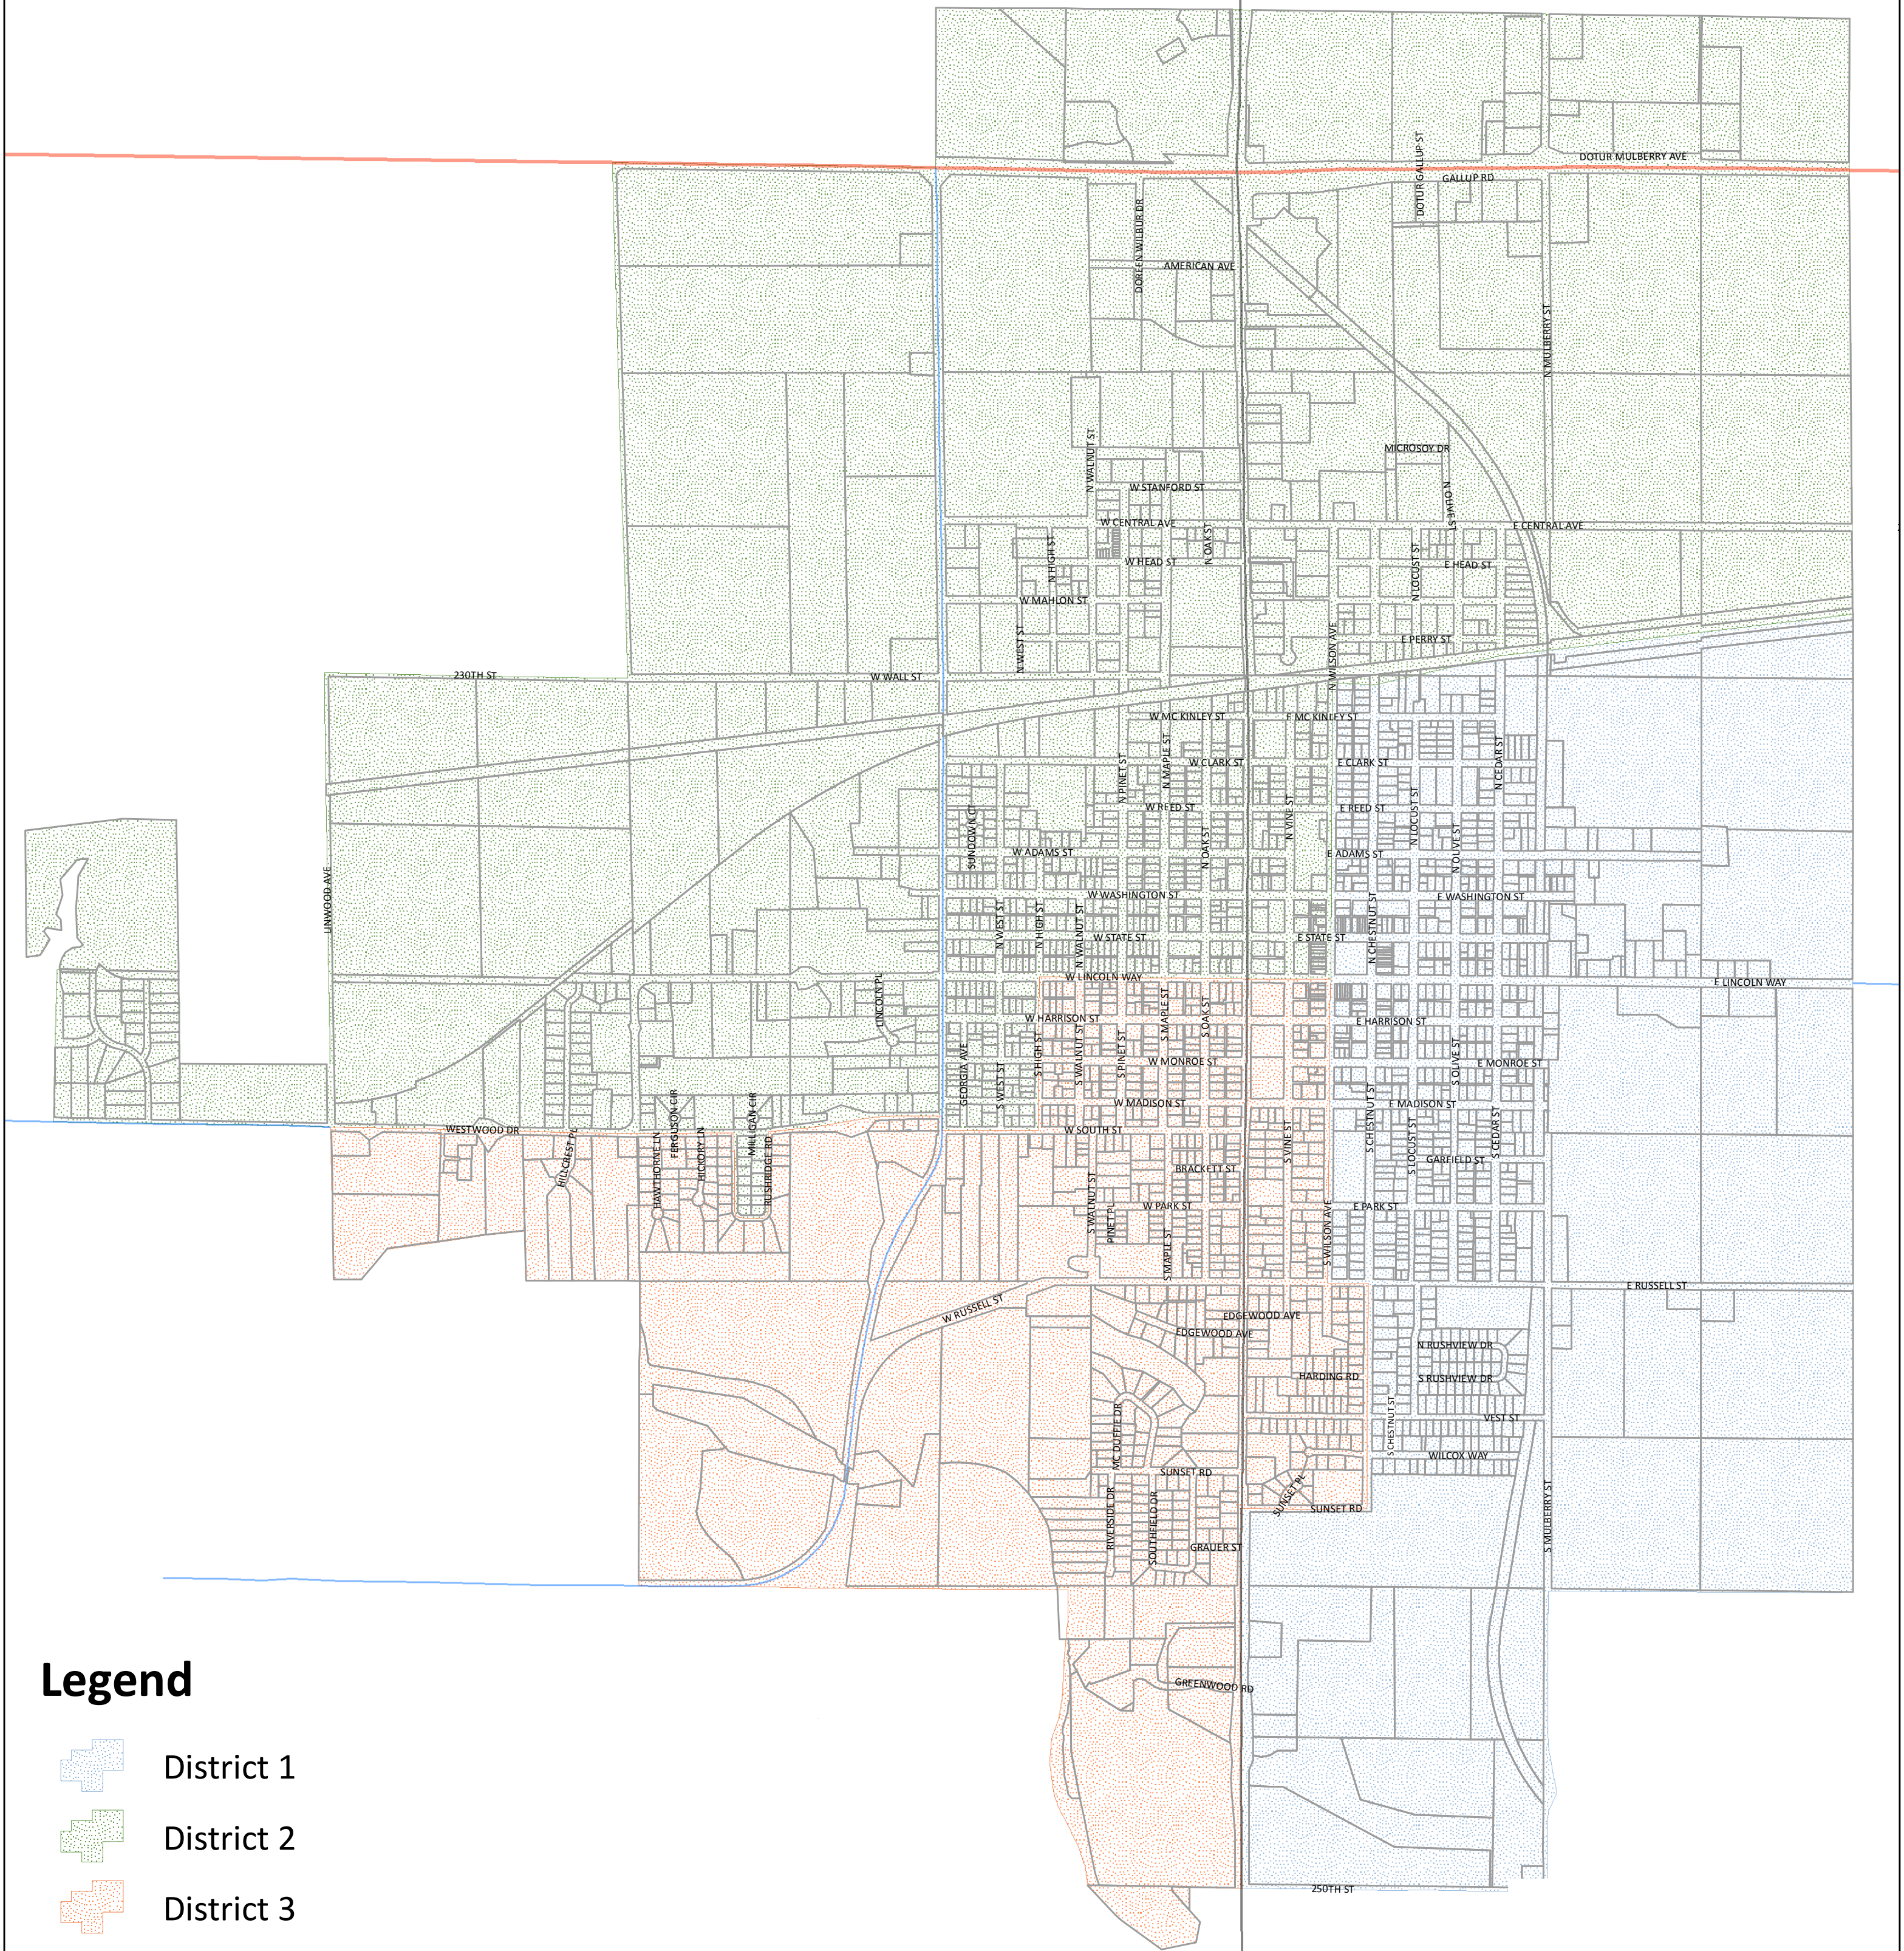 DOTUR MULBERRY AVE
DOTUR GALLUP ST
GALLUP RD
DOREEN WILBUR DR
AMERICAN AVE
N MULBERRY ST
MICROSOY DR
N WALNUT ST
W STANFORD ST
N OLIVE ST
W CENTRAL AVE
E CENTRAL AVE
N OAK ST
N HIGH ST
W HEAD ST
E HEAD ST
N LOCUST ST
W MAHLON ST
E PERRY ST
N WEST ST
N WILSON AVE
230TH ST
W WALL ST
W MC KINLEY ST
E MC KINLEY ST
N MAPLE ST
N CEDAR ST
W CLARK ST
E CLARK ST
N PINET ST
W REED ST
E REED ST
N VINE ST
N LOCUST ST
SUNDOWN CT
N OAK ST
N OLIVE ST
W ADAMS ST
E ADAMS ST
LINWOOD AVE
W WASHINGTON ST
E WASHINGTON ST
N WEST ST
N HIGH ST
N WALNUT ST
N CHESTNUT ST
W STATE ST
E STATE ST
W LINCOLN WAY
E LINCOLN WAY
LINCOLN PL
W HARRISON ST
S MAPLE ST
S OAK ST
E HARRISON ST
S HIGH ST
S WALNUT ST
S PINET ST
W MONROE ST
S OLIVE ST
E MONROE ST
GEORGIA AVE
S WEST ST
W MADISON ST
E MADISON ST
S CHESTNUT ST
WESTWOOD DR
HILLCREST PL
HAWTHORNE LN
FERGUSON CIR
HICKORY LN
MILLIGAN CIR
RUSHRIDGE RD
W SOUTH ST
S VINE ST
S LOCUST ST
S CEDAR ST
BRACKETT ST
GARFIELD ST
S WALNUT ST
PINET PL
W PARK ST
E PARK ST
S MAPLE ST
S WILSON AVE
E RUSSELL ST
W RUSSELL ST
EDGEWOOD AVE
EDGEWOOD AVE
N RUSHVIEW DR
HARDING RD
S RUSHVIEW DR
MC DUFFIE DR
S CHESTNUT ST
VEST ST
WILCOX WAY
SUNSET RD
SUNSET PL
SUNSET RD
RIVERSIDE DR
SOUTHFIELD DR
S MULBERRY ST
GRAUER ST
GREENWOOD RD
250TH ST
Legend
District 1
District 2
District 3